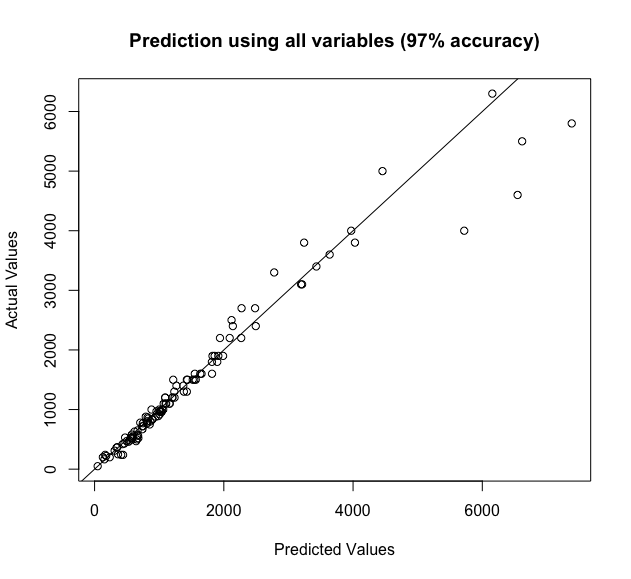 Prediction using all variables (97% accuracy)
6000
5000
4000
3000
2000
1000
0
Actual Values
0 2000 4000 6000
Predicted Values